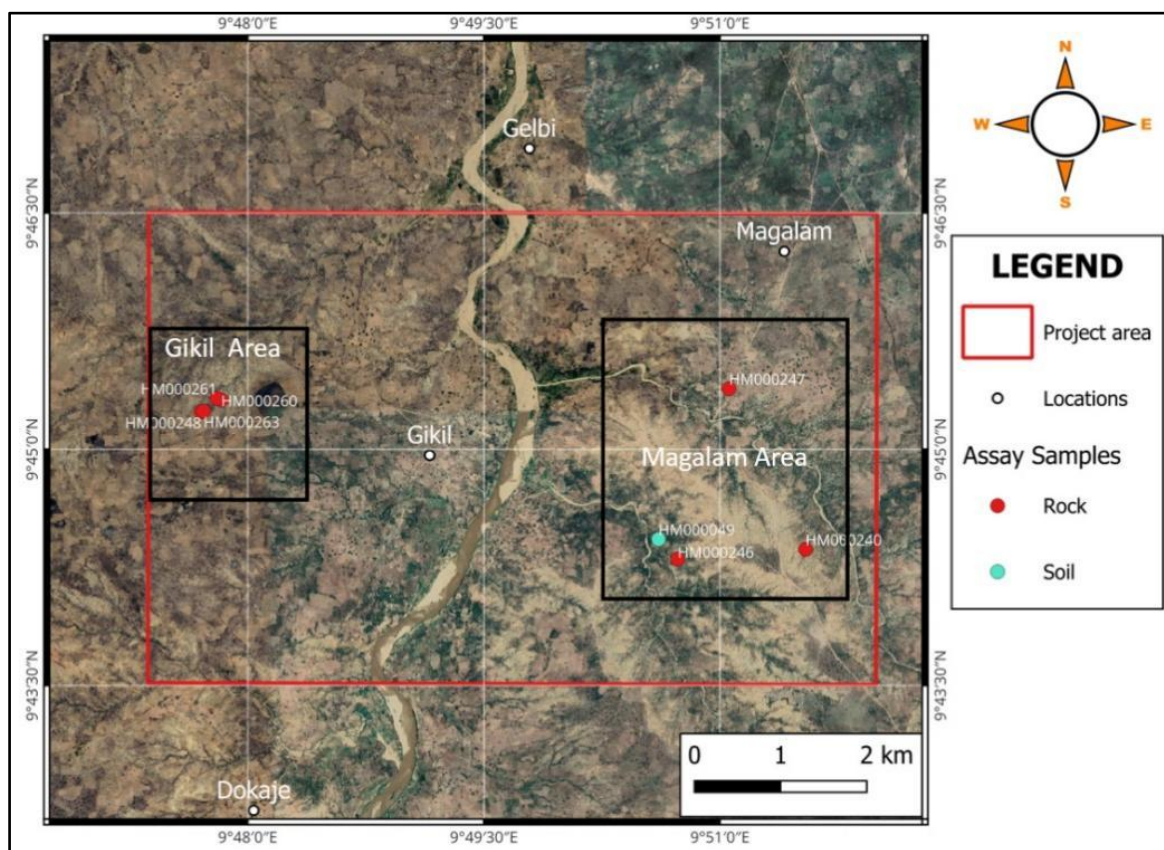 9°48'0"E 9°49'30"E 9°51'0"E
N
W E
S
9°46'30"N 9°46'30"N
9°45'0"N 9°45'0"N
9°43'30"N 9°43'30"N
Gelbi
Magalam
Gikil Area
HM000261
HM000260
HM000248 HM000263
Gikil
HM000247
Magalam Area
HM000049
HM000246
HM000240
Dokaje
0 1 2 km
9°48'0"E 9°49'30"E 9°51'0"E
LEGEND
Project area
Locations
Assay Samples
Rock
Soil